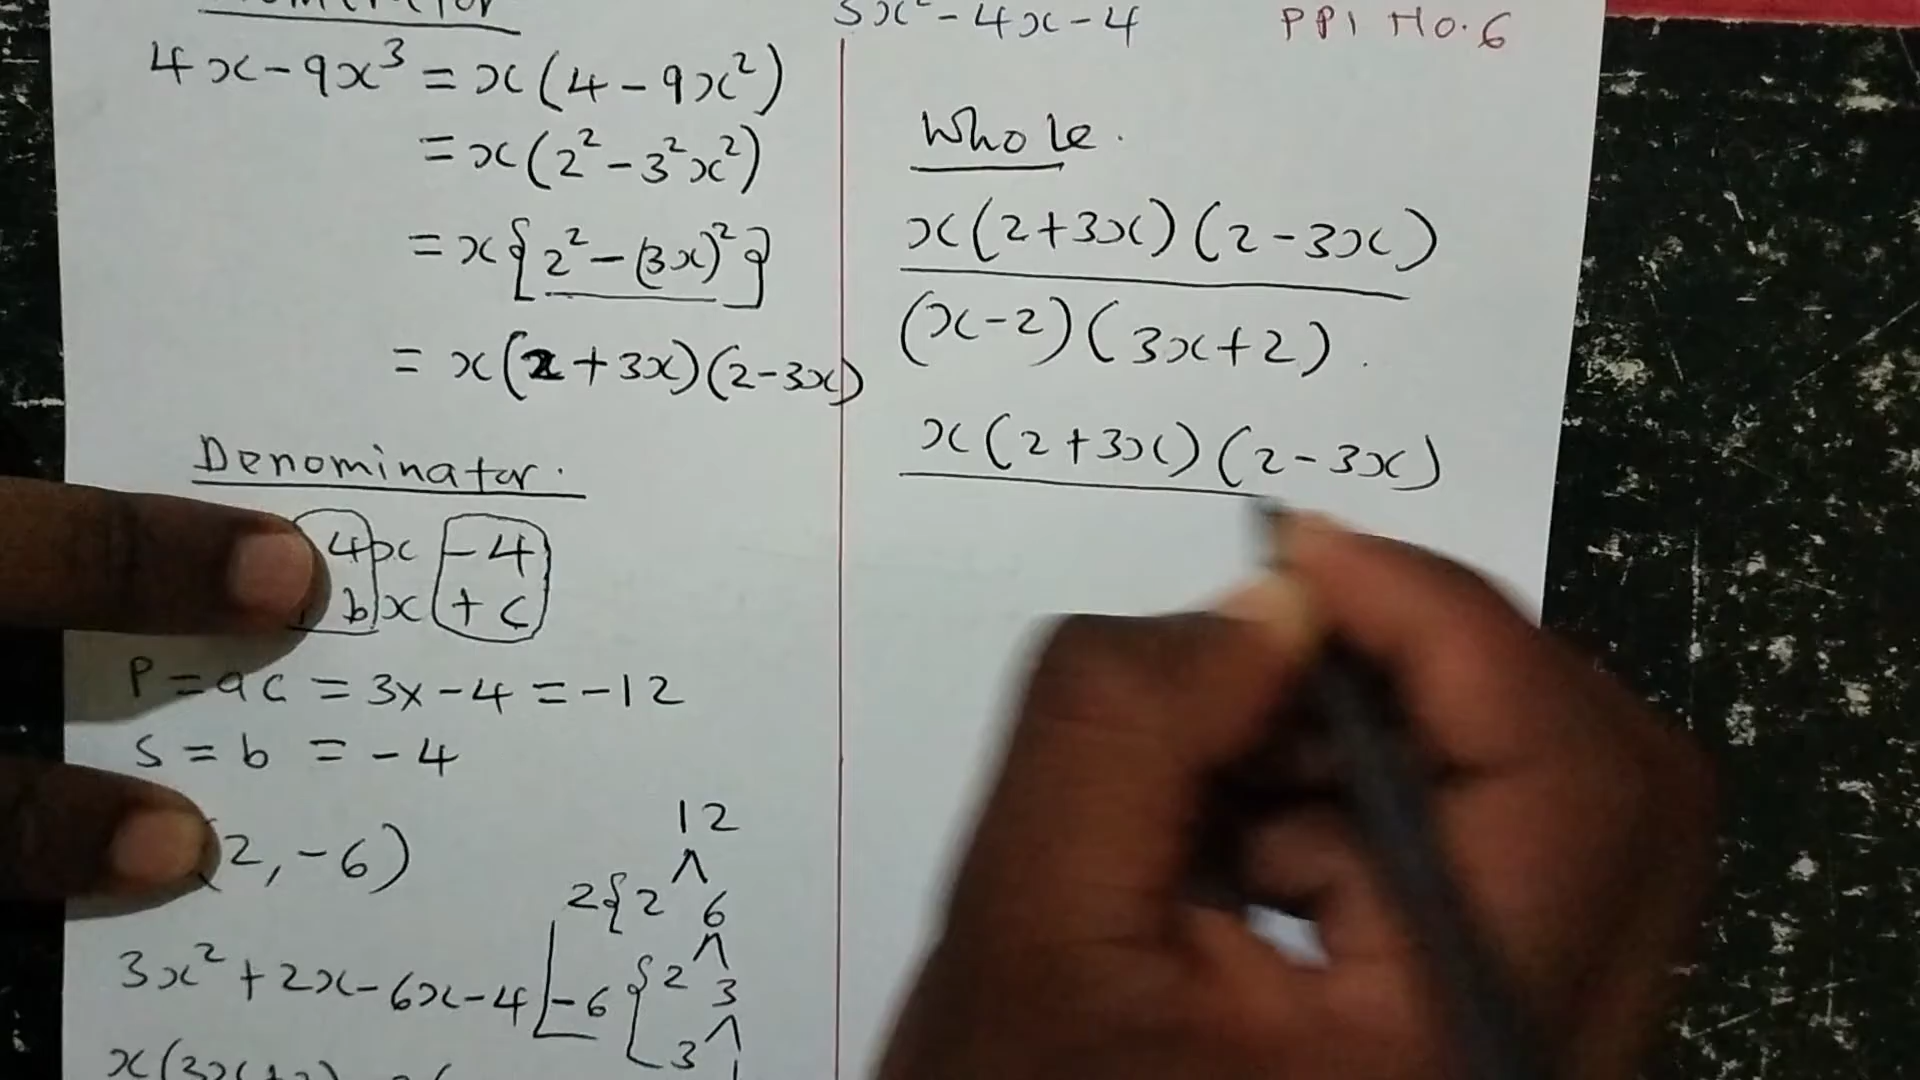 4x - 9x³ = x(4 - 9x²)
= x(2² - 3²x²)
= x{2² - (3x)²}
= x(2 + 3x)(2 - 3x)
Denominator.
4x - 4
bx + c
P = ac = 3x - 4 = -12
S = b = -4
(2, -6)
12
2{2 6
-6{2 3
3
3x² + 2x - 6x - 4
3x² - 4x - 4
PP1 No. 6
Whole.
x(2+3x)(2-3x)
(x-2)(3x+2).
x(2+3x)(2-3x)